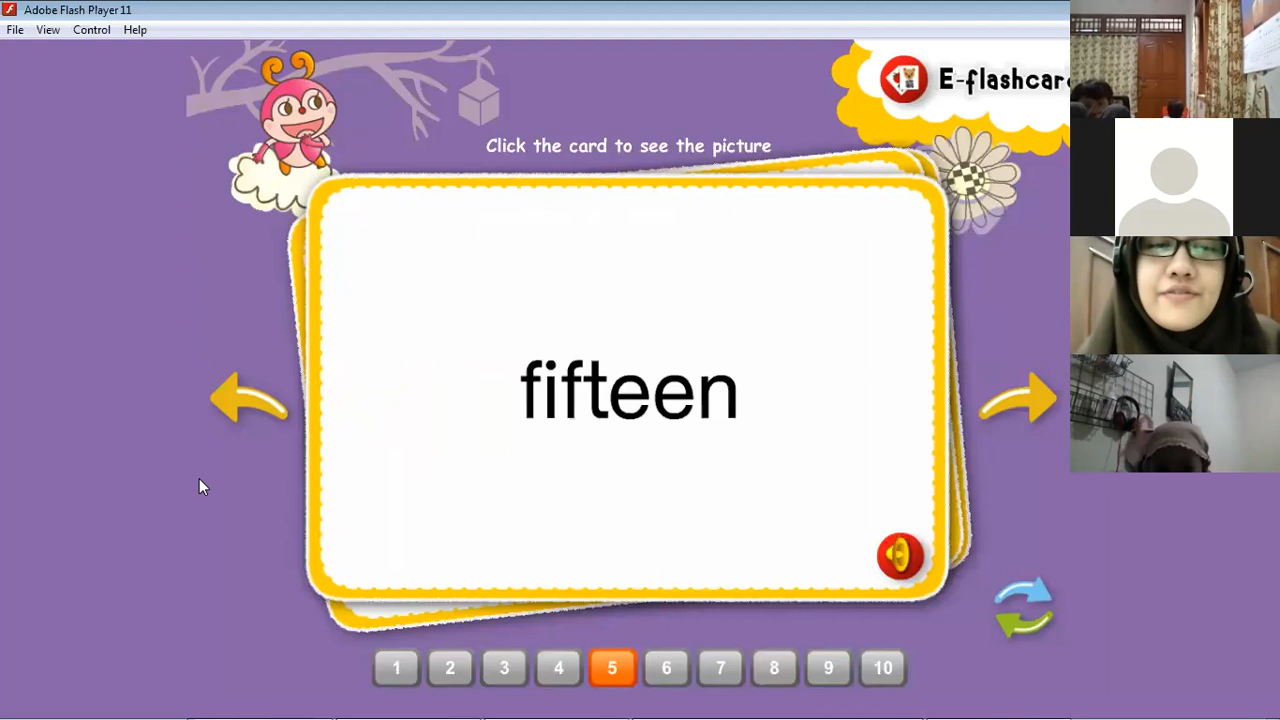 Adobe Flash Player 11
File View Control Help
E-flashcar
Click the card to see the picture
fifteen
1 2 3 4 5 6 7 8 9 10